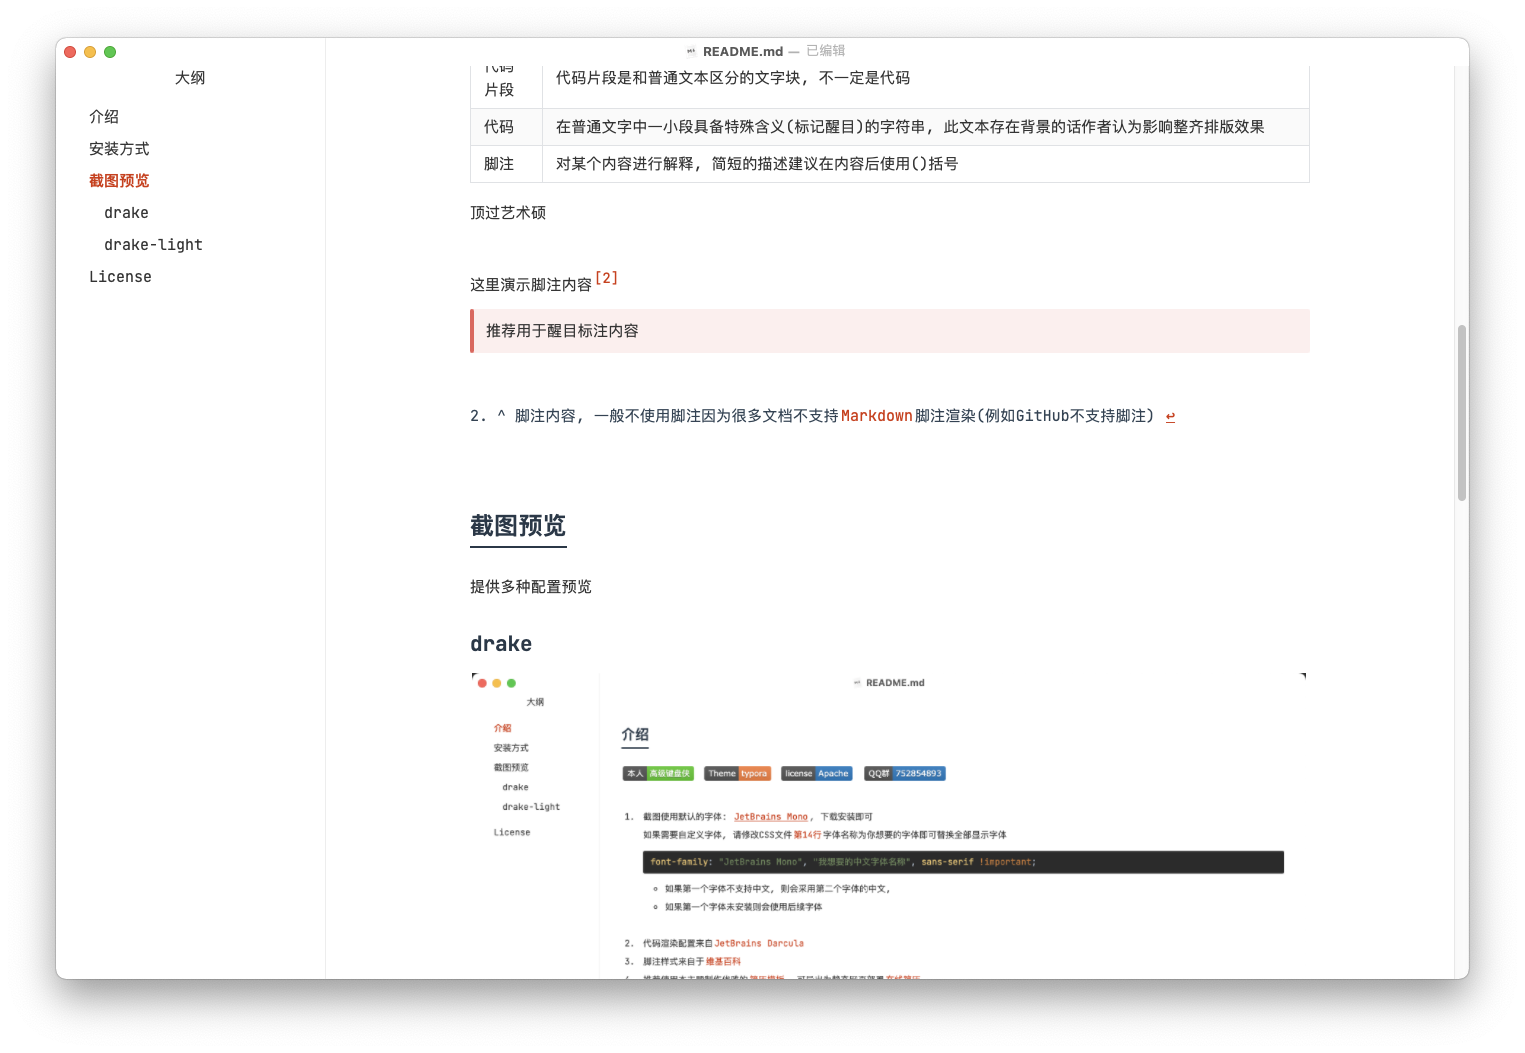 README.md — 已编辑
大纲
介绍
安装方式
截图预览
drake
drake-light
License
代码
片段
代码片段是和普通文本区分的文字块, 不一定是代码
代码
在普通文字中一小段具备特殊含义(标记醒目)的字符串, 此文本存在背景的话作者认为影响整齐排版效果
脚注
对某个内容进行解释, 简短的描述建议在内容后使用()括号
顶过艺术硕
这里演示脚注内容[2]
推荐用于醒目标注内容
2. ^ 脚注内容, 一般不使用脚注因为很多文档不支持Markdown脚注渲染(例如GitHub不支持脚注) ↩
截图预览
提供多种配置预览
drake
README.md
大纲
介绍
安装方式
截图预览
drake
drake-light
License
介绍
本人 高级键盘侠 Theme typora license Apache QQ群 752854893
1. 截图使用默认的字体: JetBrains Mono, 下载安装即可
如果需要自定义字体, 请修改CSS文件第14行字体名称为你想要的字体即可替换全部显示字体
font-family: "JetBrains Mono", "我想要的中文字体名称", sans-serif !important;
如果第一个字体不支持中文, 则会采用第二个字体的中文,
如果第一个字体未安装则会使用后续字体
2. 代码渲染配置来自JetBrains Darcula
3. 脚注样式来自于维基百科